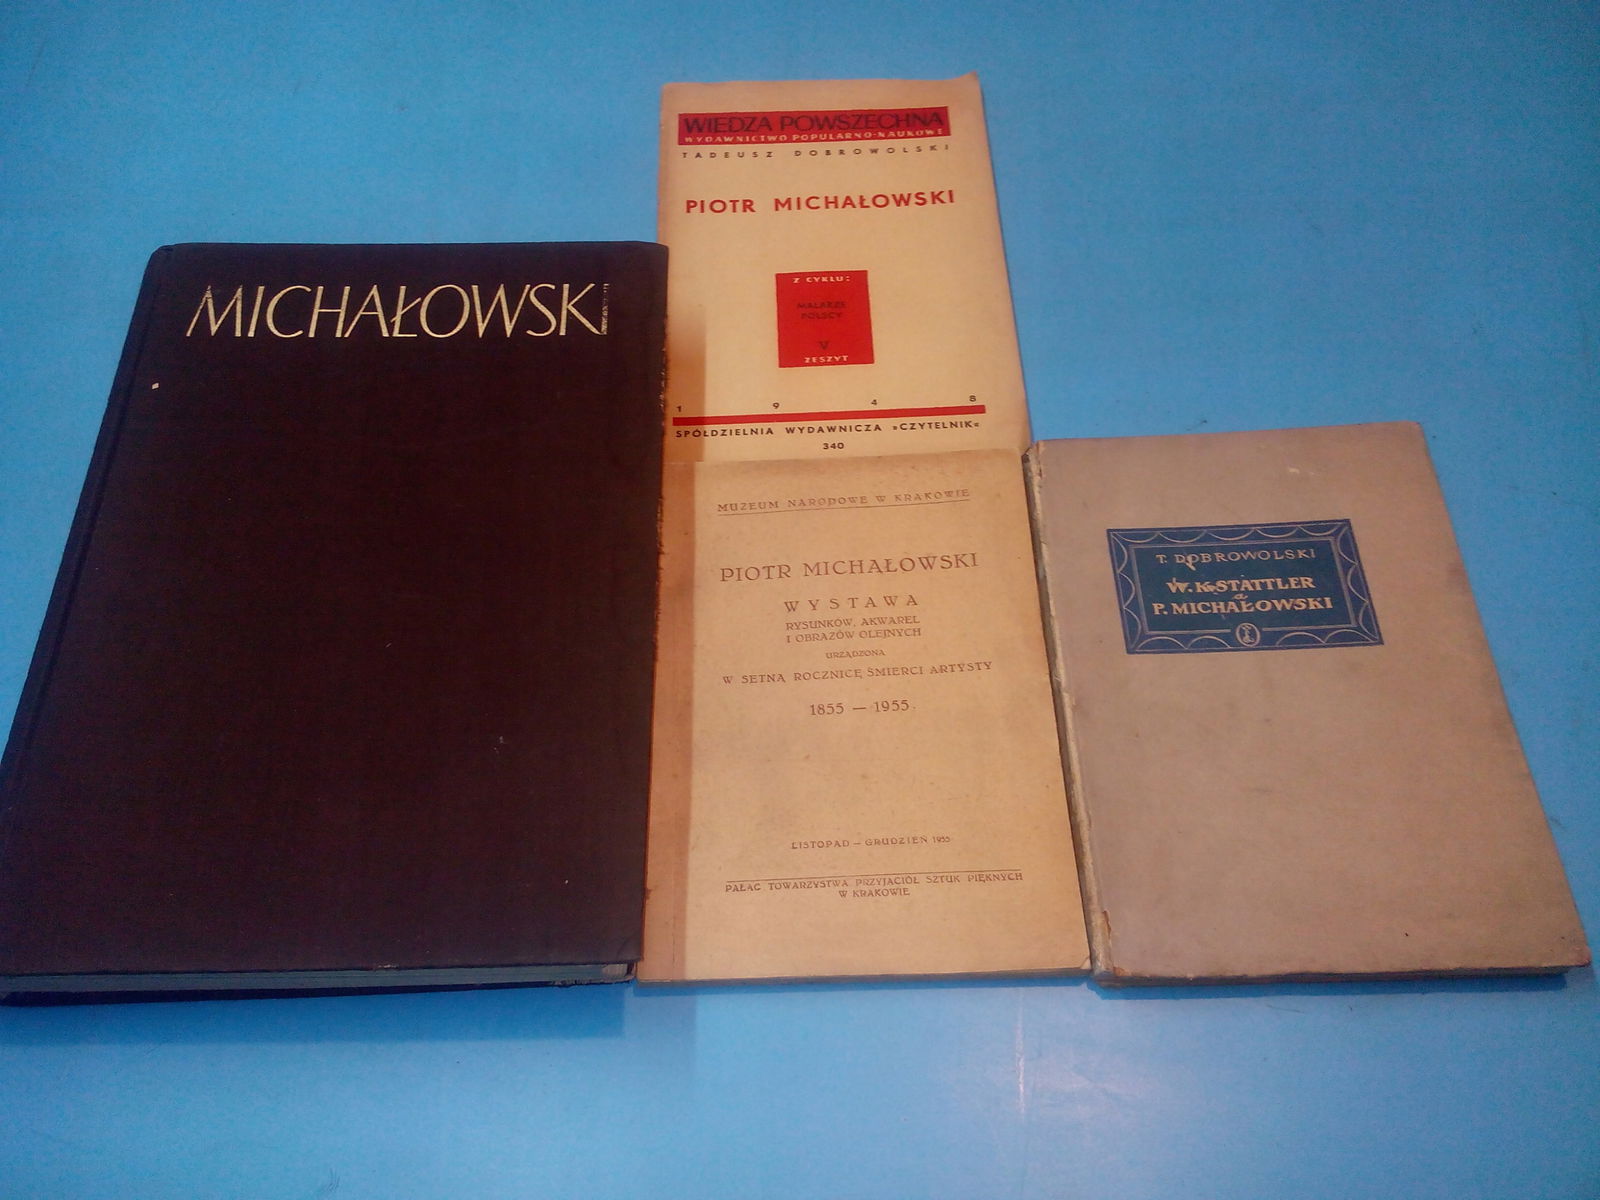 MICHAŁOWSKI
WIEDZA POWSZECHNA
WYDAWNICTWO POPULARNO-NAUKOWE
TADEUSZ DOBROWOLSKI
PIOTR MICHAŁOWSKI
Z CYKLU:
MALARZE
POLSCY
V
ZESZYT
1 9 4 8
SPÓŁDZIELNIA WYDAWNICZA »CZYTELNIK«
340
MUZEUM NARODOWE W KRAKOWIE
PIOTR MICHAŁOWSKI
WYSTAWA
RYSUNKÓW, AKWAREL
I OBRAZÓW OLEJNYCH
URZĄDZONA
W SETNĄ ROCZNICĘ ŚMIERCI ARTYSTY
1855 — 1955
LISTOPAD — GRUDZIEŃ 1955
PAŁAC TOWARZYSTWA PRZYJACIÓŁ SZTUK PIĘKNYCH
W KRAKOWIE
T. DOBROWOLSKI
W. K. STATTLER
a
P. MICHAŁOWSKI